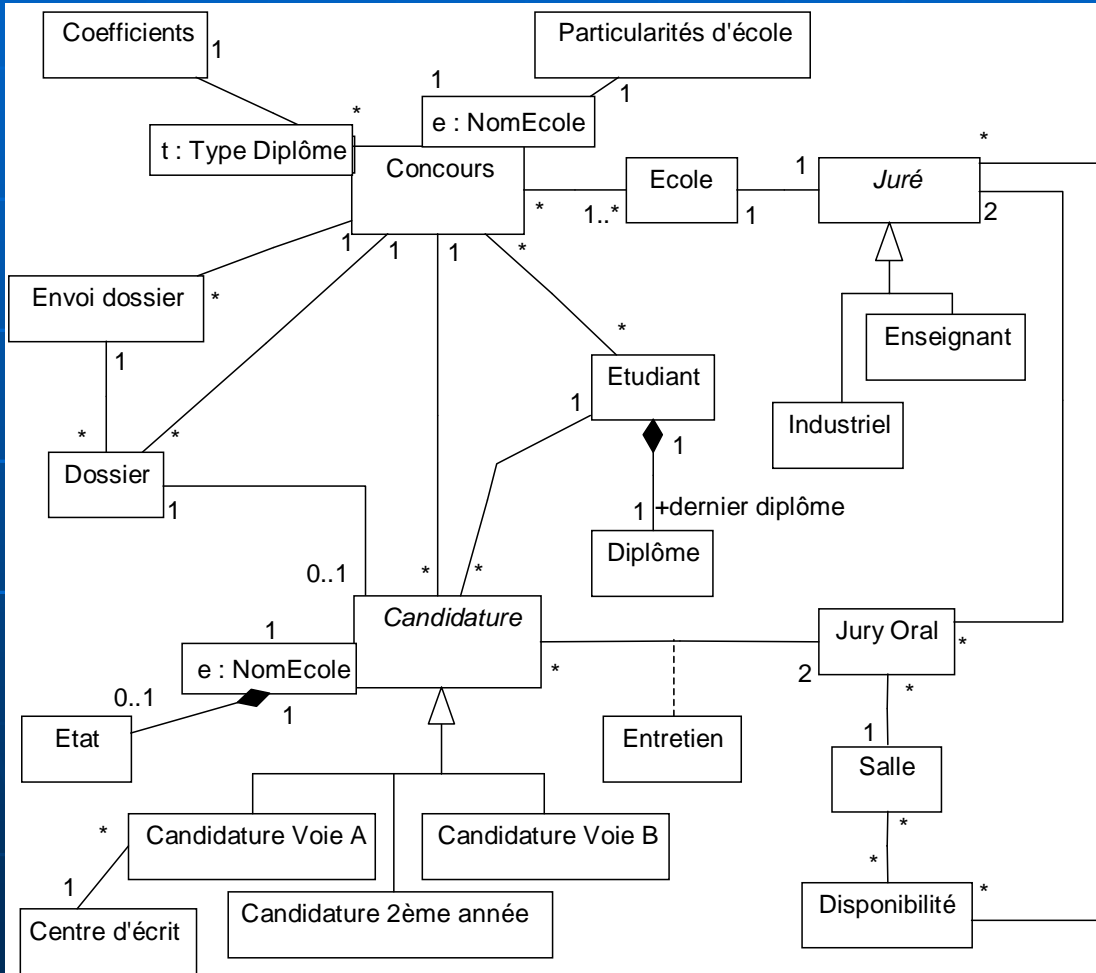 Coefficients
1
Particularités d'école
1
1
e : NomEcole
*
t : Type Diplôme
Concours
*
1..*
Ecole
1
1
Juré
*
2
Enseignant
Industriel
1
1
1
*
Envoi dossier
*
1
*
Etudiant
1
1
1
+dernier diplôme
Diplôme
*
*
Dossier
1
0..1
*
*
Candidature
1
e : NomEcole
0..1
1
Etat
*
2
Jury Oral
*
*
Entretien
1
Salle
*
*
Disponibilité
*
Candidature Voie A
Candidature Voie B
Candidature 2ème année
*
1
Centre d'écrit